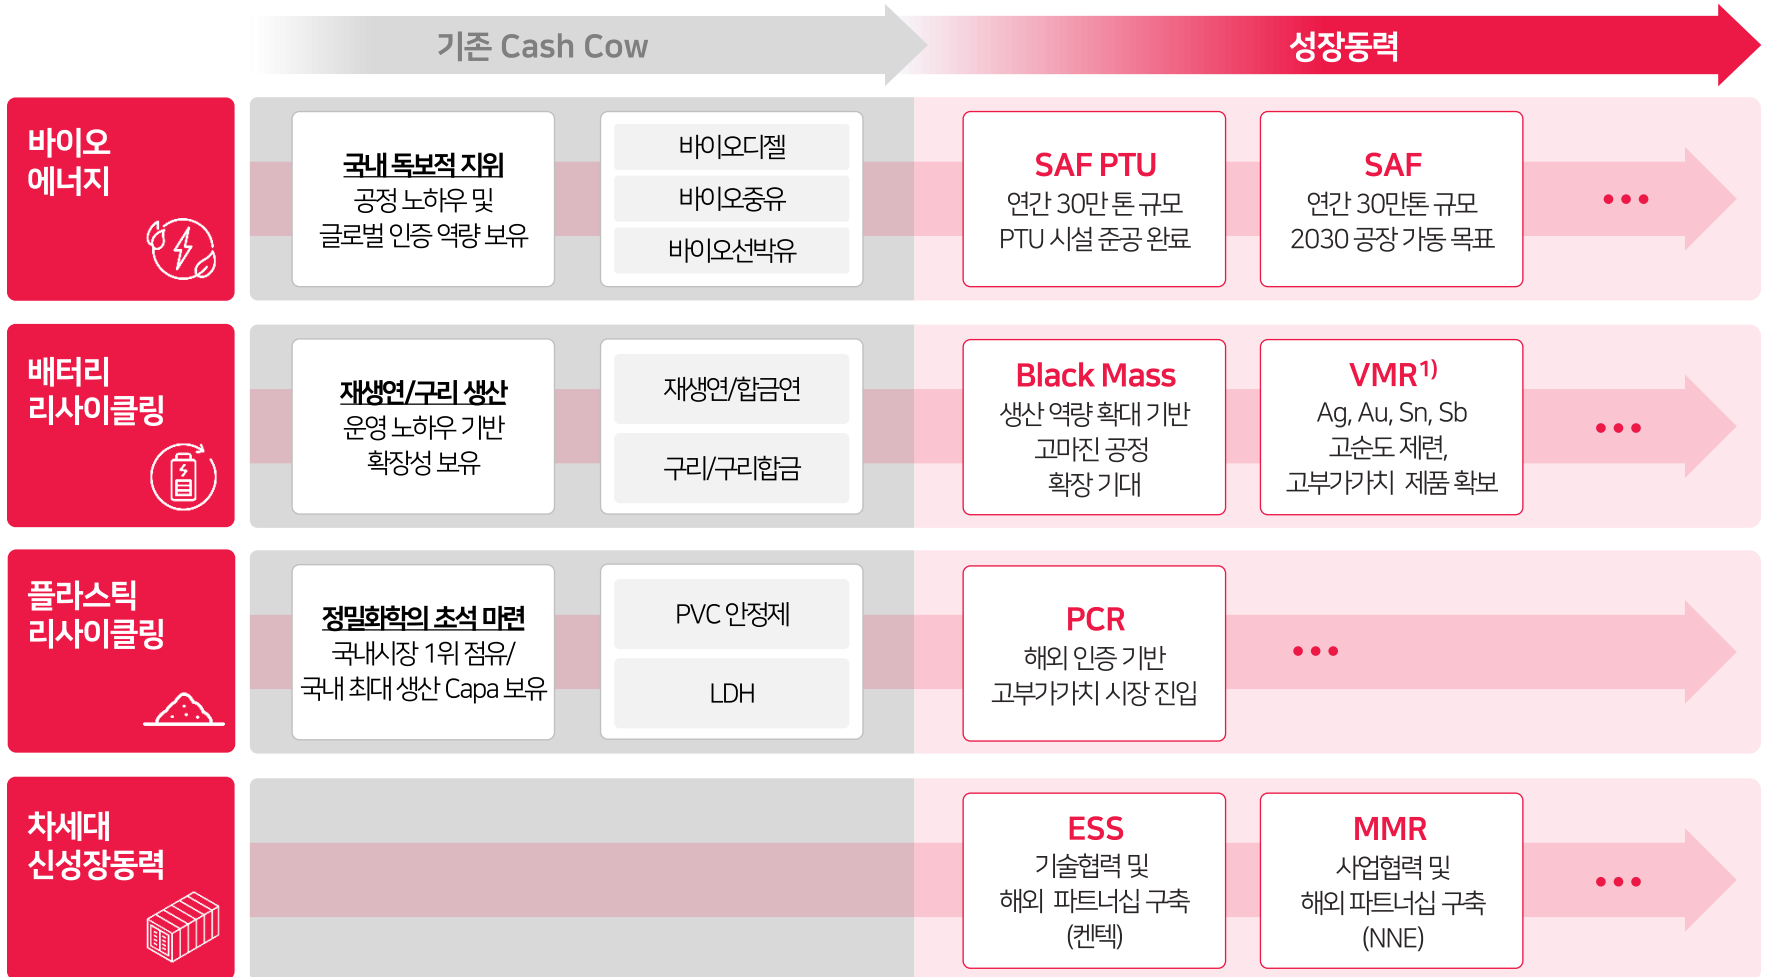 기존 Cash Cow
성장동력
바이오
에너지
국내 독보적 지위
공정 노하우 및
글로벌 인증 역량 보유
바이오디젤
바이오중유
바이오선박유
SAF PTU
연간 30만 톤 규모
PTU 시설 준공 완료
SAF
연간 30만톤 규모
2030 공장 가동 목표
배터리
리사이클링
재생연/구리 생산
운영 노하우 기반
확장성 보유
재생연/합금연
구리/구리합금
Black Mass
생산 역량 확대 기반
고마진 공정
확장 기대
VMR¹⁾
Ag, Au, Sn, Sb
고순도 제련,
고부가가치 제품 확보
플라스틱
리사이클링
정밀화학의 초석 마련
국내시장 1위 점유/
국내 최대 생산 Capa 보유
PVC 안정제
LDH
PCR
해외 인증 기반
고부가가치 시장 진입
차세대
신성장동력
ESS
기술협력 및
해외 파트너십 구축
(켄텍)
MMR
사업협력 및
해외 파트너십 구축
(NNE)